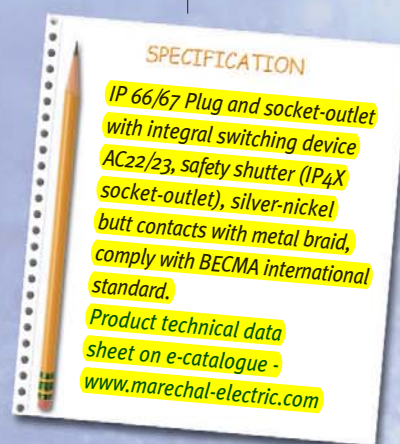 SPECIFICATION
IP 66/67 Plug and socket-outlet
with integral switching device
AC22/23, safety shutter (IP4X
socket-outlet), silver-nickel
butt contacts with metal braid,
comply with BECMA international
standard.
Product technical data
sheet on e-catalogue -
www.marechal-electric.com